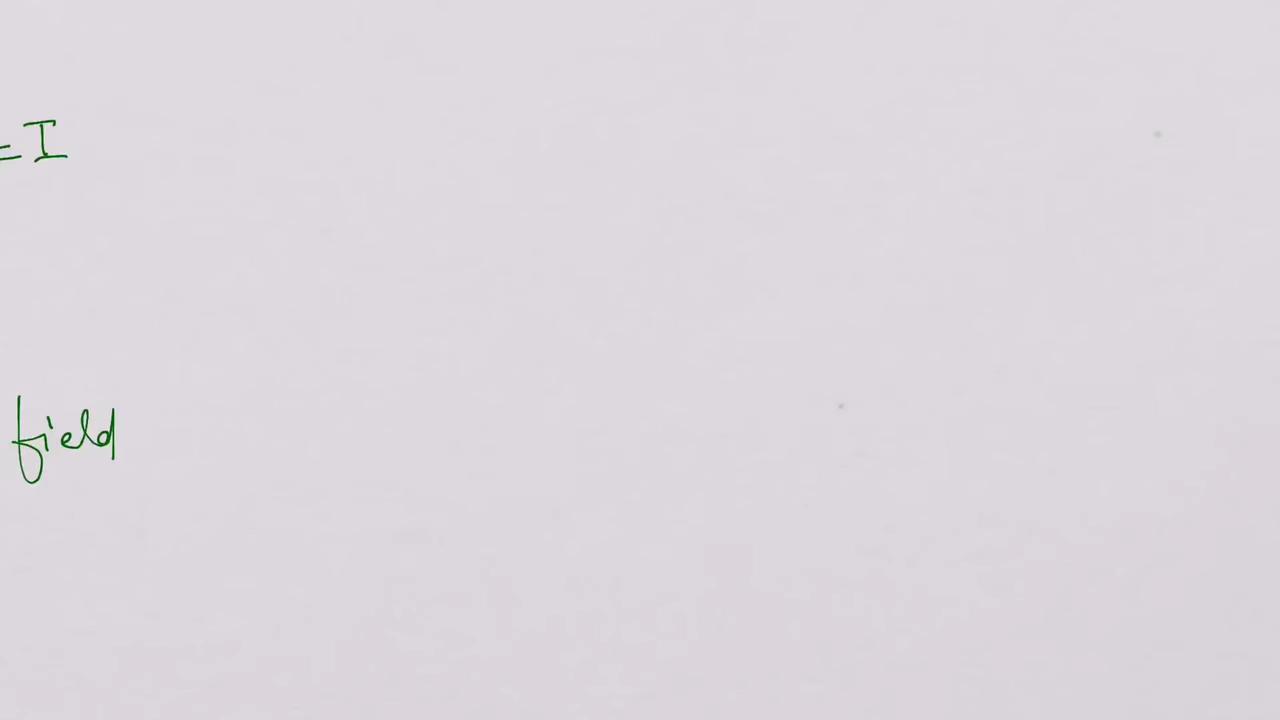 = I
field